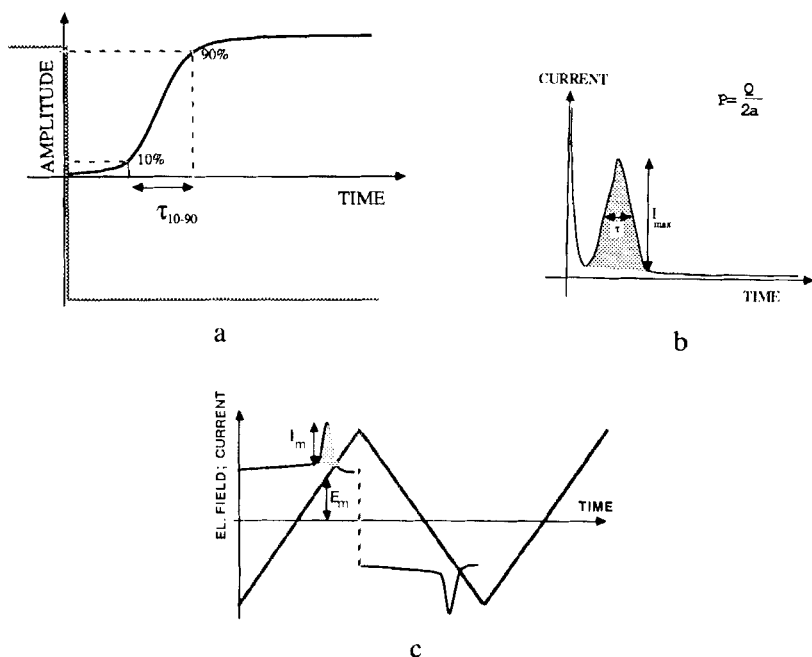 AMPLITUDE
90%
10%
TIME
τ10-90
a
CURRENT
P= Q
2a
τ
Imax
TIME
b
EL. FIELD; CURRENT
Im
Em
TIME
c